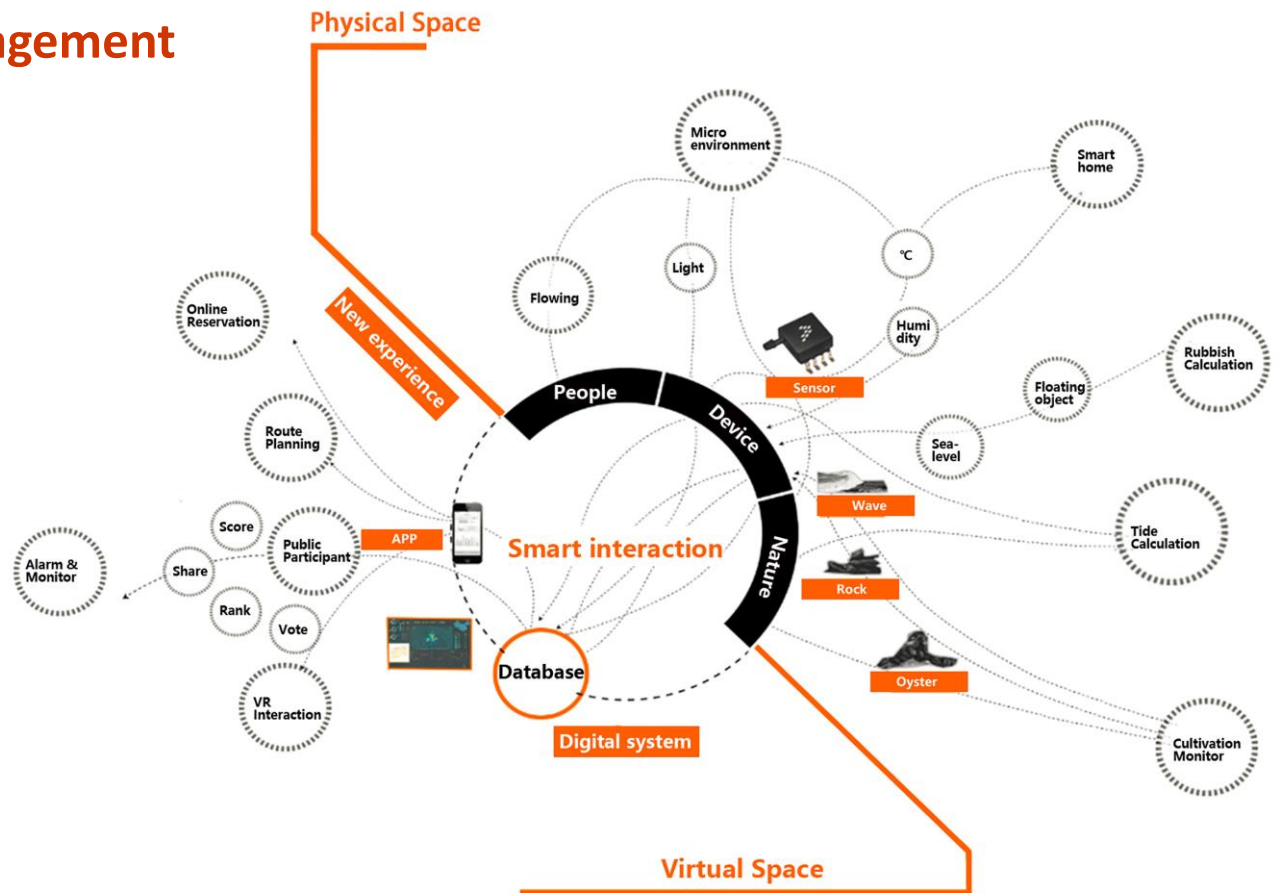 Physical Space
agement
Micro
environment
Smart
home
°C
Light
Flowing
Online
Reservation
New experience
Humi
dity
Rubbish
Calculation
Sensor
People
Floating
object
Device
Route
Planning
Sea-
level
Wave
Score
APP
Public
Participant
Smart interaction
Nature
Tide
Calculation
Alarm &
Monitor
Share
Rock
Rank
Vote
Database
Oyster
VR
Interaction
Digital system
Cultivation
Monitor
Virtual Space